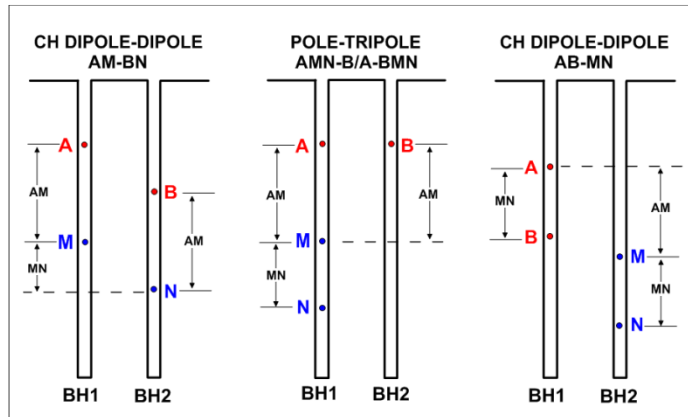 CH DIPOLE-DIPOLE
AM-BN
A
AM
B
M
AM
MN
N
BH1 BH2
POLE-TRIPOLE
AMN-B/A-BMN
A
B
AM
AM
M
MN
N
BH1 BH2
CH DIPOLE-DIPOLE
AB-MN
A
MN
AM
B
M
MN
N
BH1 BH2